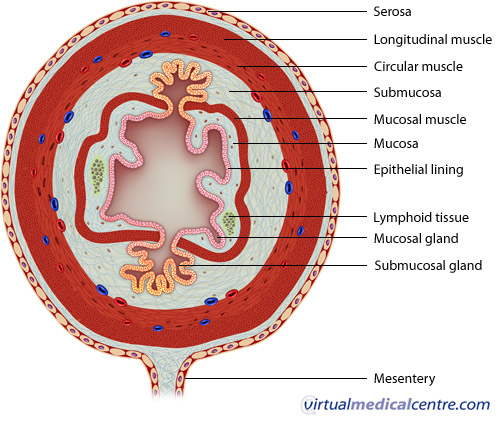 Serosa
Longitudinal muscle
Circular muscle
Submucosa
Mucosal muscle
Mucosa
Epithelial lining
Lymphoid tissue
Mucosal gland
Submucosal gland
Mesentery
virtualmedicalcentre.com